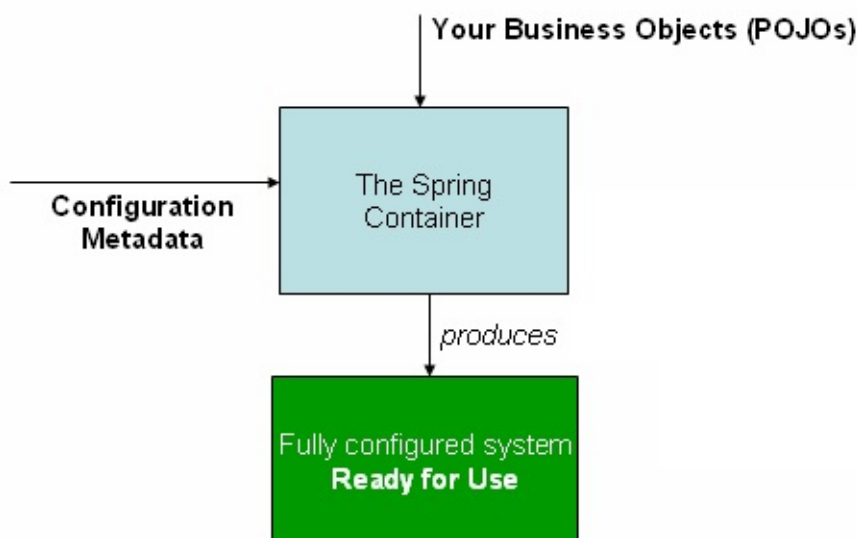 Your Business Objects (POJOs)
The Spring
Container
Configuration
Metadata
produces
Fully configured system
Ready for Use